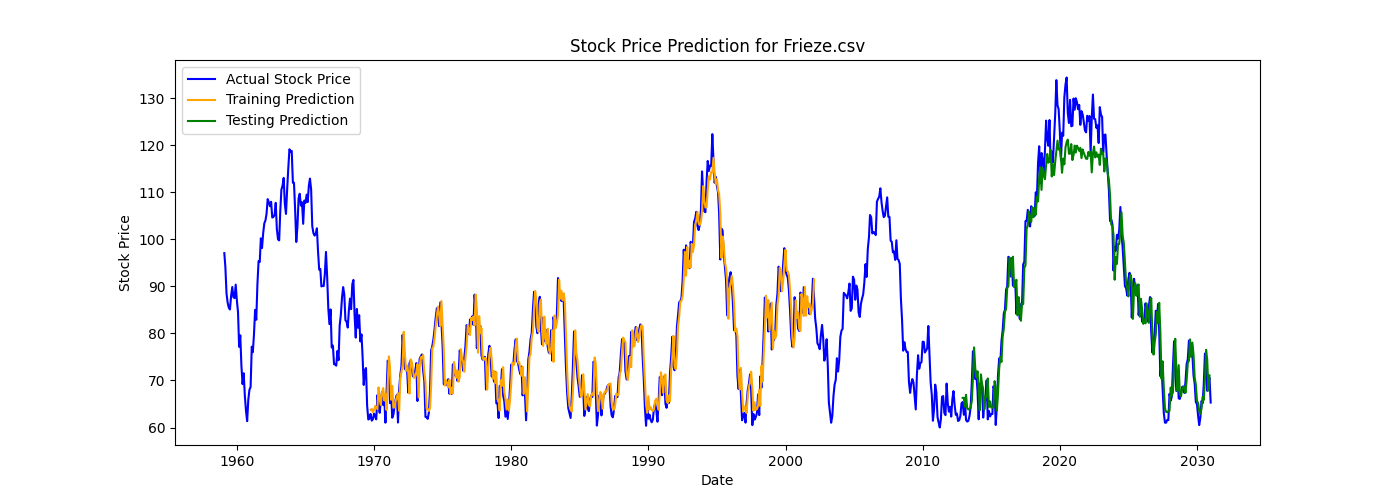 Stock Price Prediction for Frieze.csv
Actual Stock Price
Training Prediction
Testing Prediction
Stock Price
130
120
110
100
90
80
70
60
1960 1970 1980 1990 2000 2010 2020 2030
Date